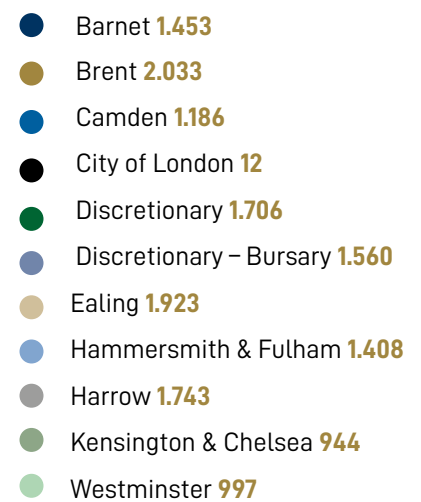 Barnet 1.453
Brent 2.033
Camden 1.186
City of London 12
Discretionary 1.706
Discretionary – Bursary 1.560
Ealing 1.923
Hammersmith & Fulham 1.408
Harrow 1.743
Kensington & Chelsea 944
Westminster 997